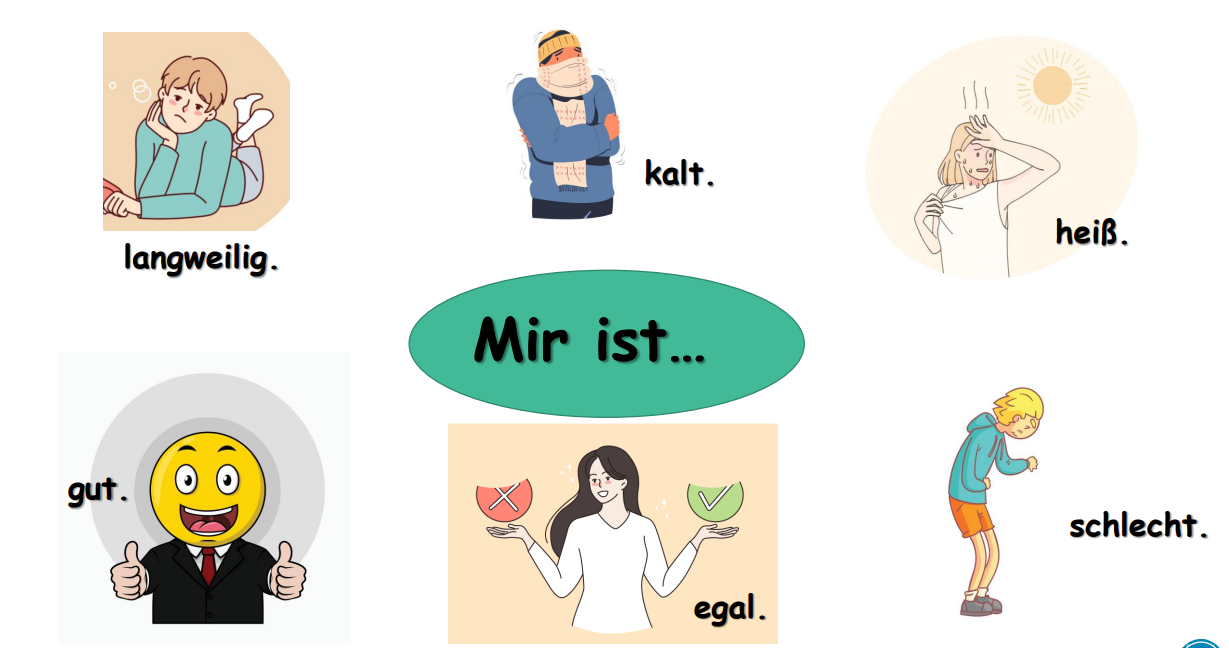 kalt.
heiß.
langweilig.
Mir ist...
gut.
schlecht.
egal.